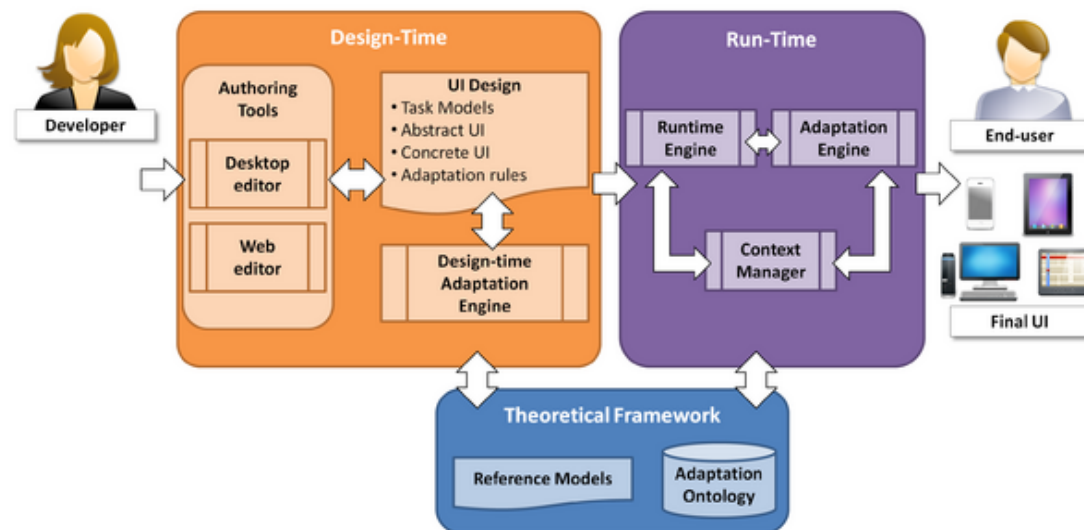 Developer
Design-Time
Authoring
Tools
Desktop
editor
Web
editor
UI Design
• Task Models
• Abstract UI
• Concrete UI
• Adaptation rules
Design-time
Adaptation
Engine
Run-Time
Runtime
Engine
Adaptation
Engine
Context
Manager
End-user
Final UI
Theoretical Framework
Reference Models
Adaptation
Ontology